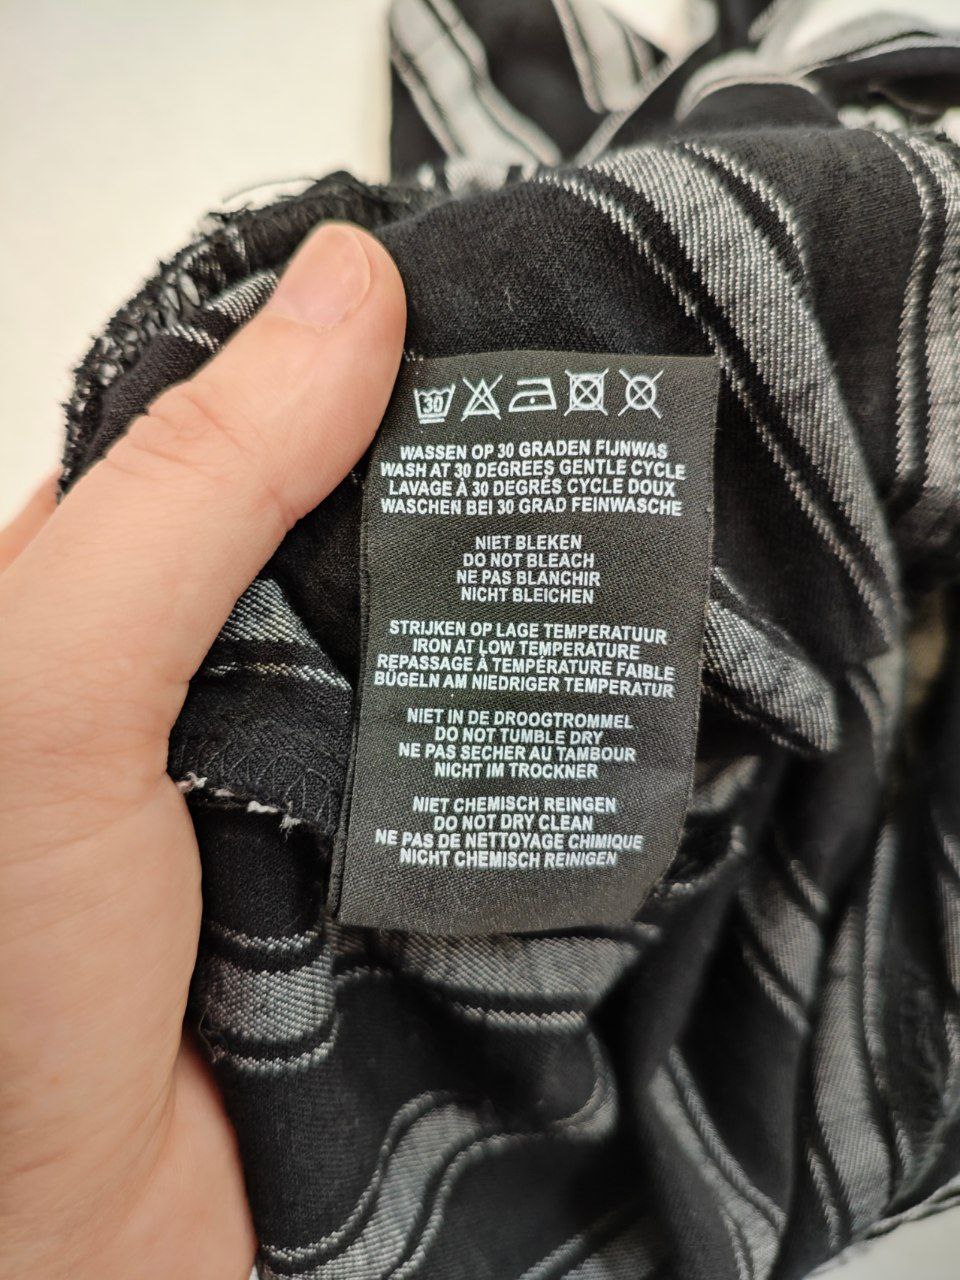 30
WASSEN OP 30 GRADEN FIJNWAS
WASH AT 30 DEGREES GENTLE CYCLE
LAVAGE À 30 DEGRÉS CYCLE DOUX
WASCHEN BEI 30 GRAD FEINWASCHE
NIET BLEKEN
DO NOT BLEACH
NE PAS BLANCHIR
NICHT BLEICHEN
STRIJKEN OP LAGE TEMPERATUUR
IRON AT LOW TEMPERATURE
REPASSAGE À TEMPÉRATURE FAIBLE
BÜGELN AM NIEDRIGER TEMPERATUR
NIET IN DE DROOGTROMMEL
DO NOT TUMBLE DRY
NE PAS SECHER AU TAMBOUR
NICHT IM TROCKNER
NIET CHEMISCH REINGEN
DO NOT DRY CLEAN
NE PAS DE NETTOYAGE CHIMIQUE
NICHT CHEMISCH REINIGEN